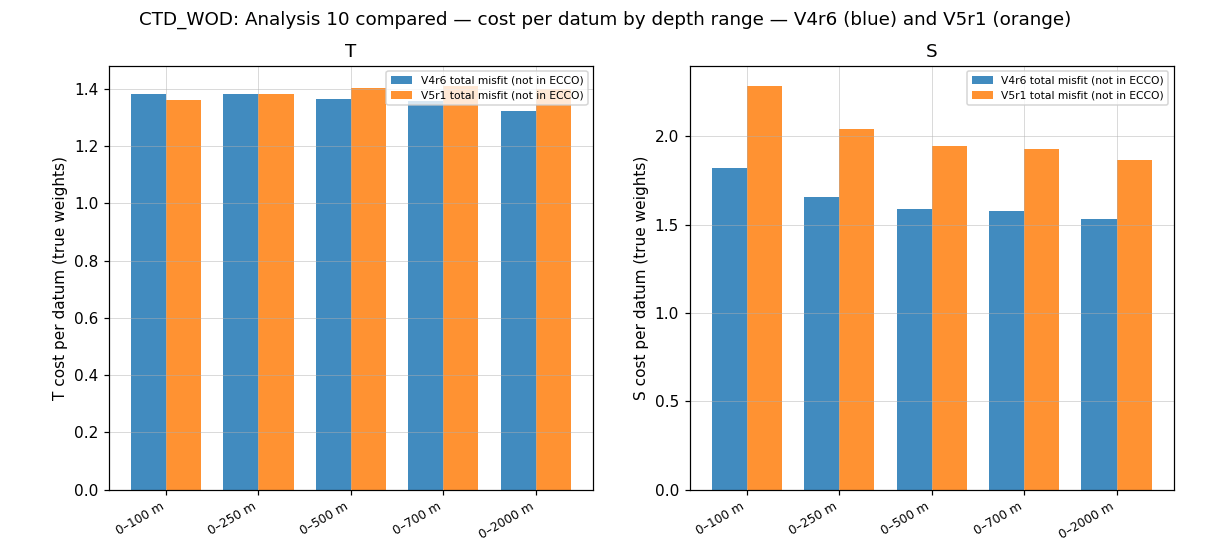 CTD_WOD: Analysis 10 compared — cost per datum by depth range — V4r6 (blue) and V5r1 (orange)
T
V4r6 total misfit (not in ECCO)
V5r1 total misfit (not in ECCO)
T cost per datum (true weights)
1.4
1.2
1.0
0.8
0.6
0.4
0.2
0.0
0–100 m
0–250 m
0–500 m
0–700 m
0–2000 m
S
V4r6 total misfit (not in ECCO)
V5r1 total misfit (not in ECCO)
S cost per datum (true weights)
2.0
1.5
1.0
0.5
0.0
0–100 m
0–250 m
0–500 m
0–700 m
0–2000 m